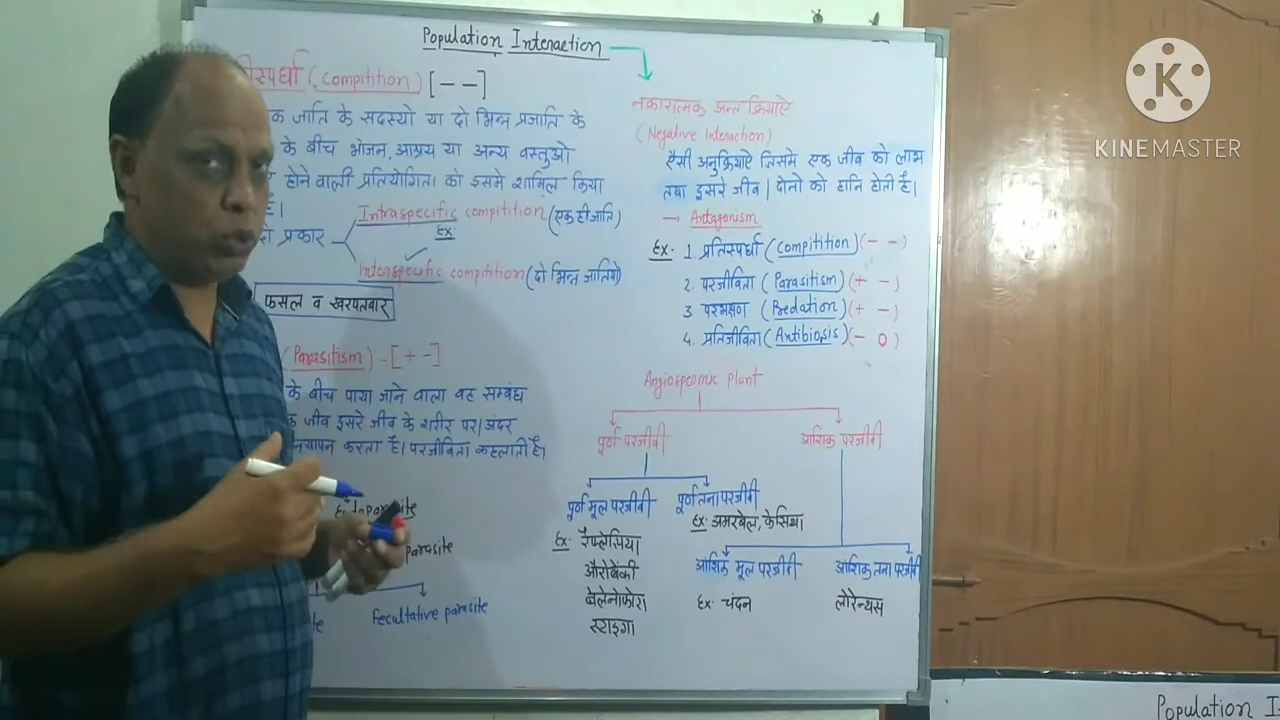 Population Interaction
स्पर्धा (Compitition) [- -]
क जाति के सदस्यो या दो भिन्न प्रजाति के
के बीच भोजन, आश्रय या अन्य वस्तुओ
होने वाली प्रतियोगिता को इसमे शामिल किया
है।
प्रकार
Intraspecific compitition (एक ही जाति)
Ex:
Interspecific compitition (दो भिन्न जातियो)
फसल व खरपतवार
(Parasitism) - [+ -]
के बीच पाया जाने वाला वह सम्बंध
जीव दूसरे जीव के शरीर पर। अंदर
करता है। परजीविता कहलाती है।
parasite
Fecultative parasite
नकारात्मक अन्त क्रियाऐ
(Negative Interaction)
ऐसी अनुक्रियाऐ जिसमे एक जीव को लाभ
तथा दूसरे जीव। दोनो को हानि होती है।
→ Antagonism
Ex: 1 प्रतिस्पर्धा (Compitition) (- -)
2. परजीविता (Parasitism) (+ -)
3 परभक्षण (Predation) (+ -)
4. प्रतिजीविता (Antibiosis) (- 0)
Angiospermic plant
पूर्ण परजीवी आंशिक परजीवी
पूर्ण मूल परजीवी पूर्ण तना परजीवी
Ex: रैफ्लेसिया
औरोबैंकी
बेलेनोफोरा
स्ट्राइगा
Ex: अमरबेल, केसिथा
आंशिक मूल परजीवी आंशिक तना परजीवी
Ex: चंदन लोरेन्थस
K
KINEMASTER
Population I